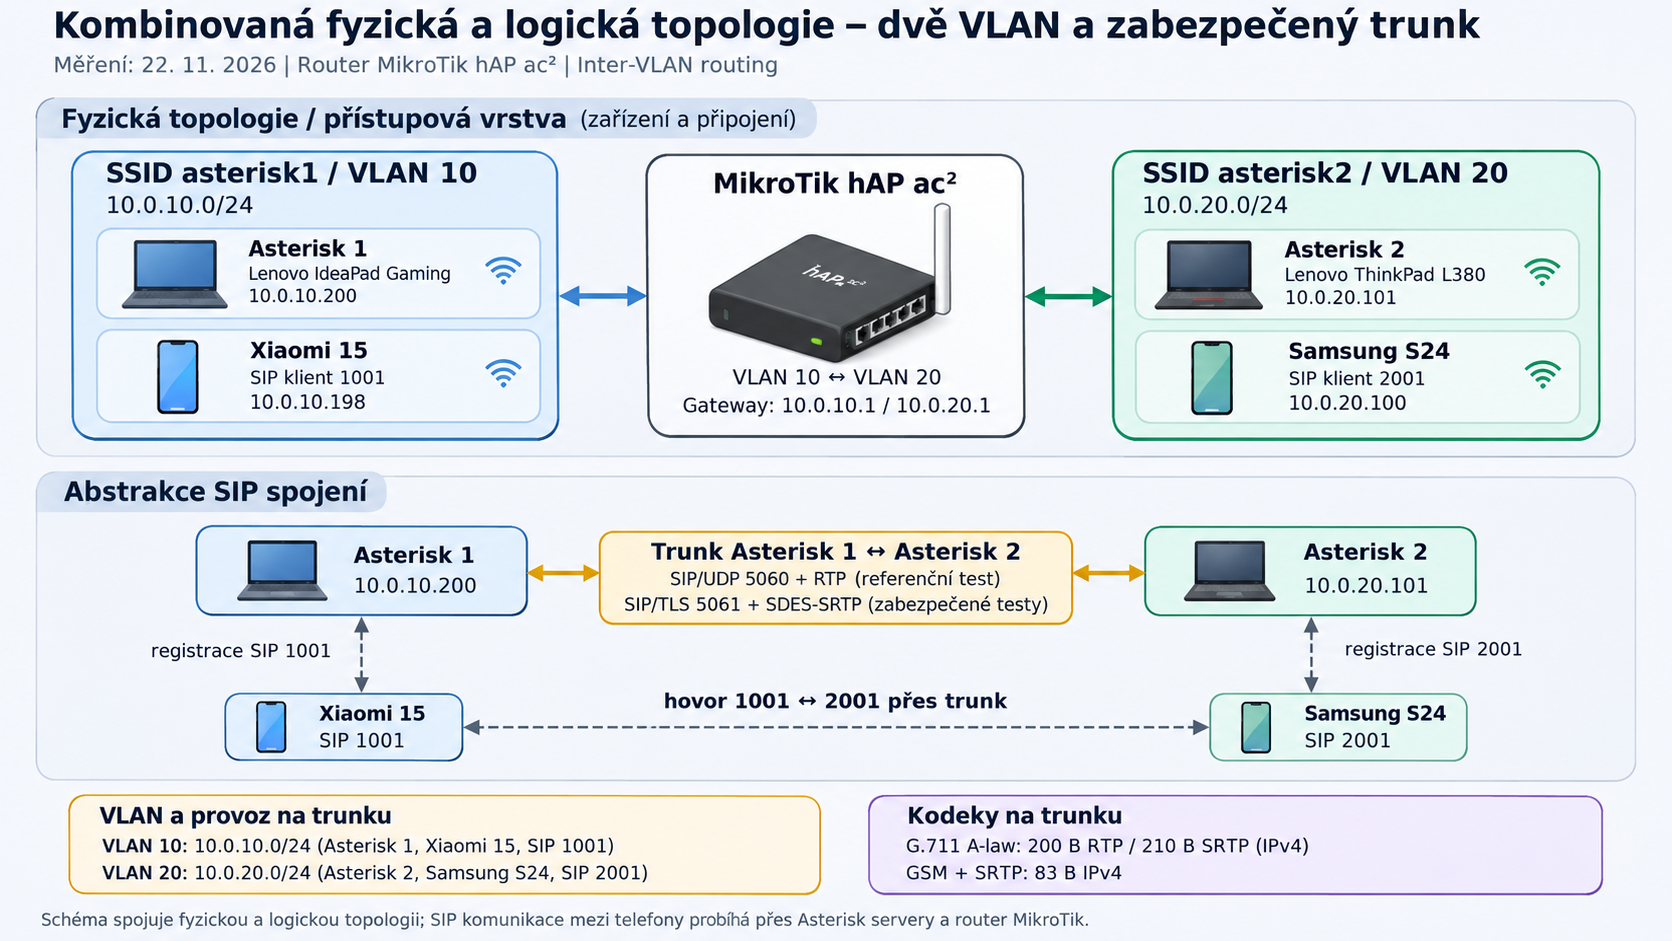 Kombinovaná fyzická a logická topologie – dvě VLAN a zabezpečený trunk
Měření: 22. 11. 2026 | Router MikroTik hAP ac² | Inter-VLAN routing
Fyzická topologie / přístupová vrstva (zařízení a připojení)
SSID asterisk1 / VLAN 10
10.0.10.0/24
Asterisk 1
Lenovo IdeaPad Gaming
10.0.10.200
Xiaomi 15
SIP klient 1001
10.0.10.198
MikroTik hAP ac²
hAP ac²
VLAN 10 ↔ VLAN 20
Gateway: 10.0.10.1 / 10.0.20.1
SSID asterisk2 / VLAN 20
10.0.20.0/24
Asterisk 2
Lenovo ThinkPad L380
10.0.20.101
Samsung S24
SIP klient 2001
10.0.20.100
Abstrakce SIP spojení
Asterisk 1
10.0.10.200
Trunk Asterisk 1 ↔ Asterisk 2
SIP/UDP 5060 + RTP (referenční test)
SIP/TLS 5061 + SDES-SRTP (zabezpečené testy)
Asterisk 2
10.0.20.101
registrace SIP 1001
registrace SIP 2001
Xiaomi 15
SIP 1001
hovor 1001 ↔ 2001 přes trunk
Samsung S24
SIP 2001
VLAN a provoz na trunku
VLAN 10: 10.0.10.0/24 (Asterisk 1, Xiaomi 15, SIP 1001)
VLAN 20: 10.0.20.0/24 (Asterisk 2, Samsung S24, SIP 2001)
Kodeky na trunku
G.711 A-law: 200 B RTP / 210 B SRTP (IPv4)
GSM + SRTP: 83 B IPv4
Schéma spojuje fyzickou a logickou topologii; SIP komunikace mezi telefony probíhá přes Asterisk servery a router MikroTik.